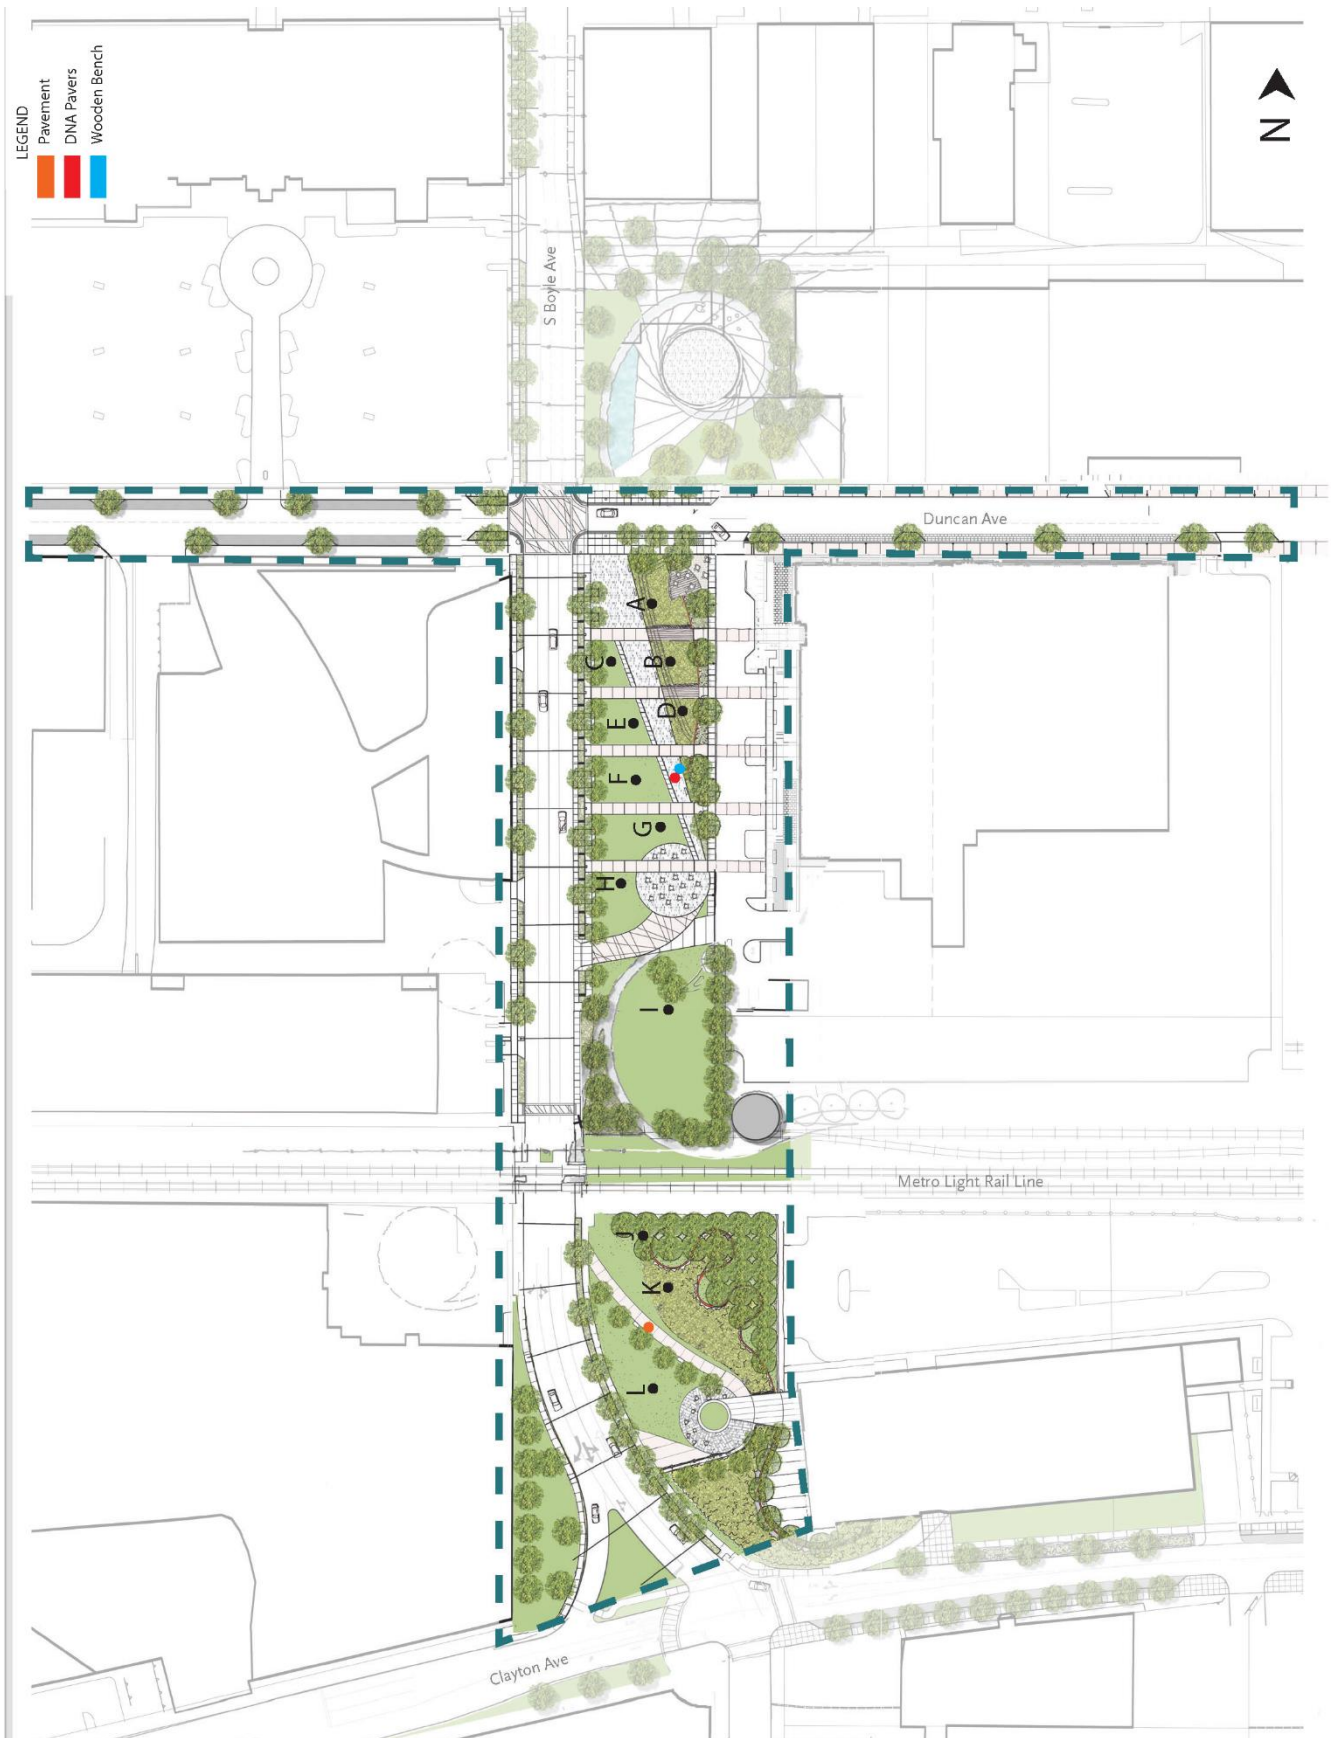 LEGEND
Pavement
DNA Pavers
Wooden Bench
N
S Boyle Ave
Duncan Ave
A
C
B
E
D
F
G
H
I
Metro Light Rail Line
J
K
L
Clayton Ave